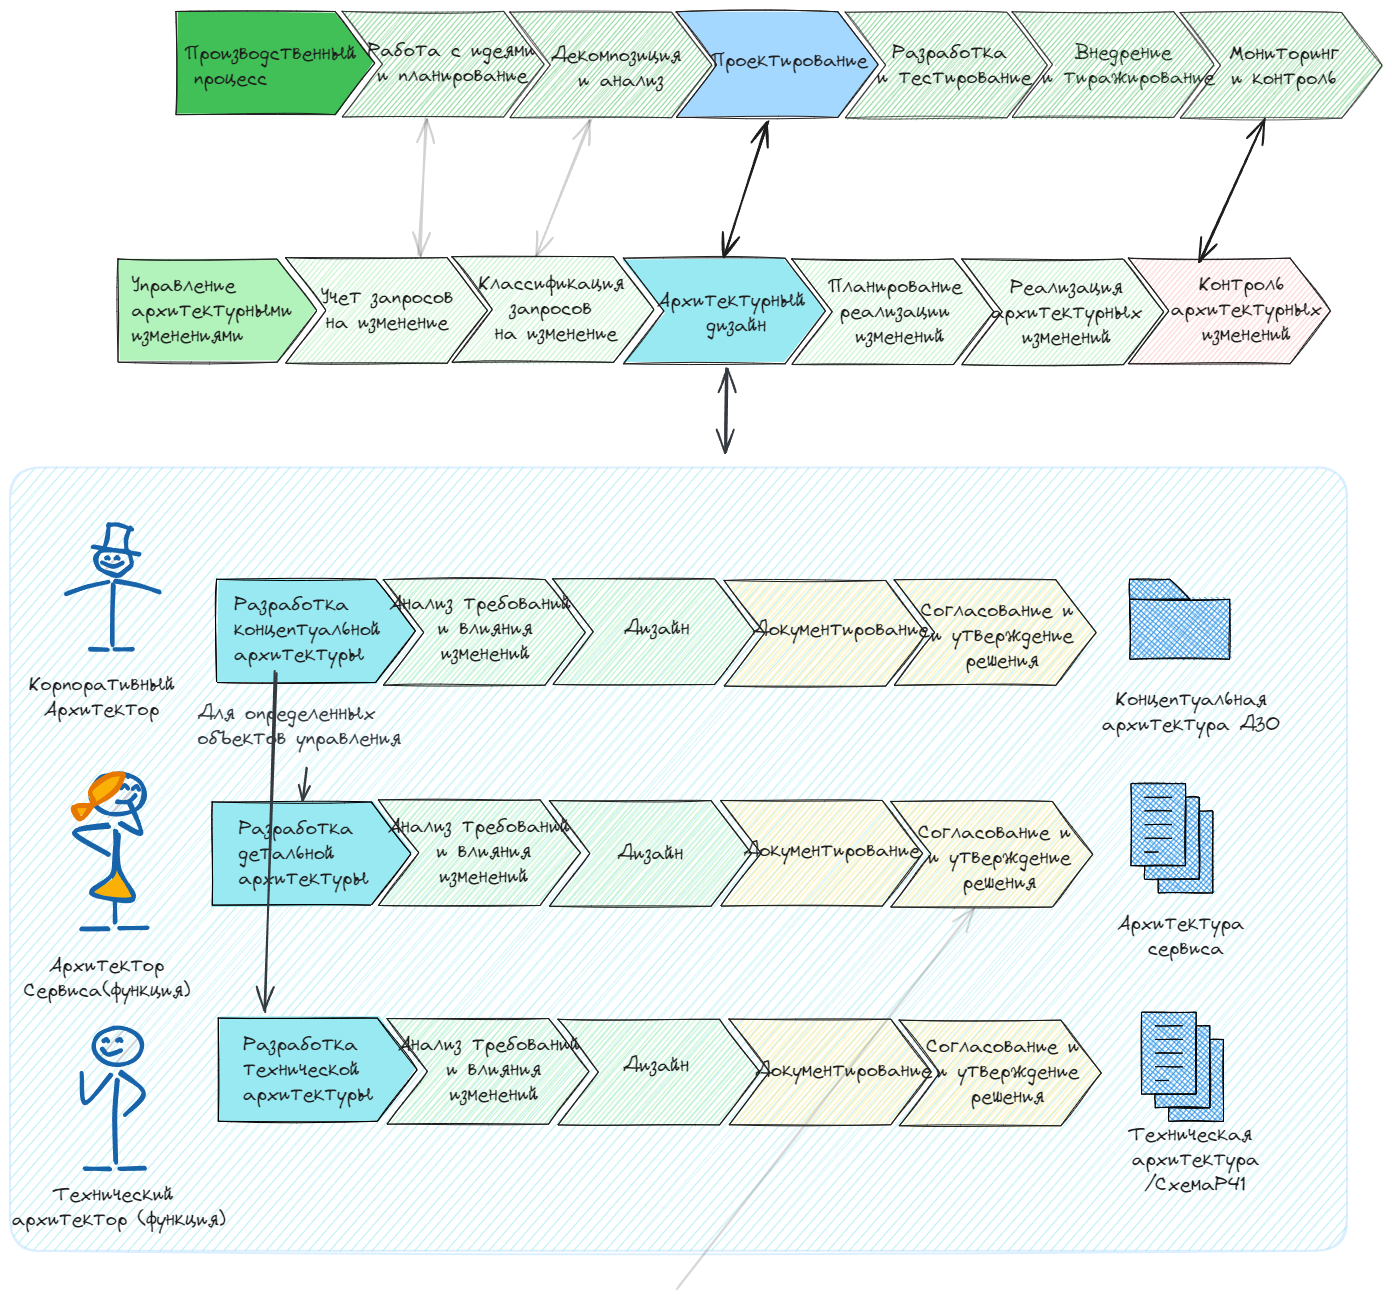 Производственный
процесс
Работа с идеями
и планирование
Декомпозиция
и анализ
Проектирование
Разработка
и тестирование
Внедрение
и тиражирование
Мониторинг
и контроль
Управление
архитектурными
изменениями
Учет запросов
на изменение
Классификация
запросов
на изменение
Архитектурный
дизайн
Планирование
реализации
изменений
Реализация
архитектурных
изменений
Контроль
архитектурных
изменений
Корпоративный
Архитектор
Разработка
концептуальной
архитектуры
Анализ требований
и влияния
изменений
Дизайн
Документирование
Согласование и
и утверждение
решения
Концептуальная
архитектура ДЗО
Для определенных
объектов управления
Архитектор
Сервиса(функция)
Разработка
детальной
архитектуры
Анализ требований
и влияния
изменений
Дизайн
Документирование
Согласование и
и утверждение
решения
Архитектура
сервиса
Технический
архитектор (функция)
Разработка
технической
архитектуры
Анализ требований
и влияния
изменений
Дизайн
Документирование
Согласование и
и утверждение
решения
Техническая
архитектура
/СхемаРЧ1